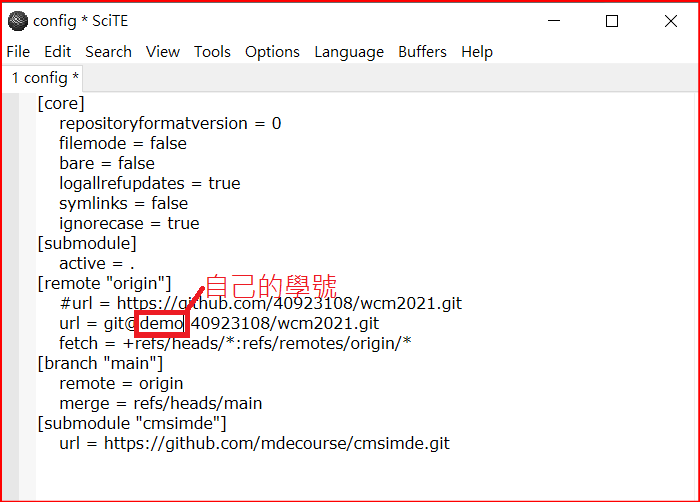 config * SciTE
File Edit Search View Tools Options Language Buffers Help
1 config *
[core]
repositoryformatversion = 0
filemode = false
bare = false
logallrefupdates = true
symlinks = false
ignorecase = true
[submodule]
active = .
[remote "origin"]
自己的學號
#url = https://github.com/40923108/wcm2021.git
url = git@demo 40923108/wcm2021.git
fetch = +refs/heads/*:refs/remotes/origin/*
[branch "main"]
remote = origin
merge = refs/heads/main
[submodule "cmsimde"]
url = https://github.com/mdecourse/cmsimde.git